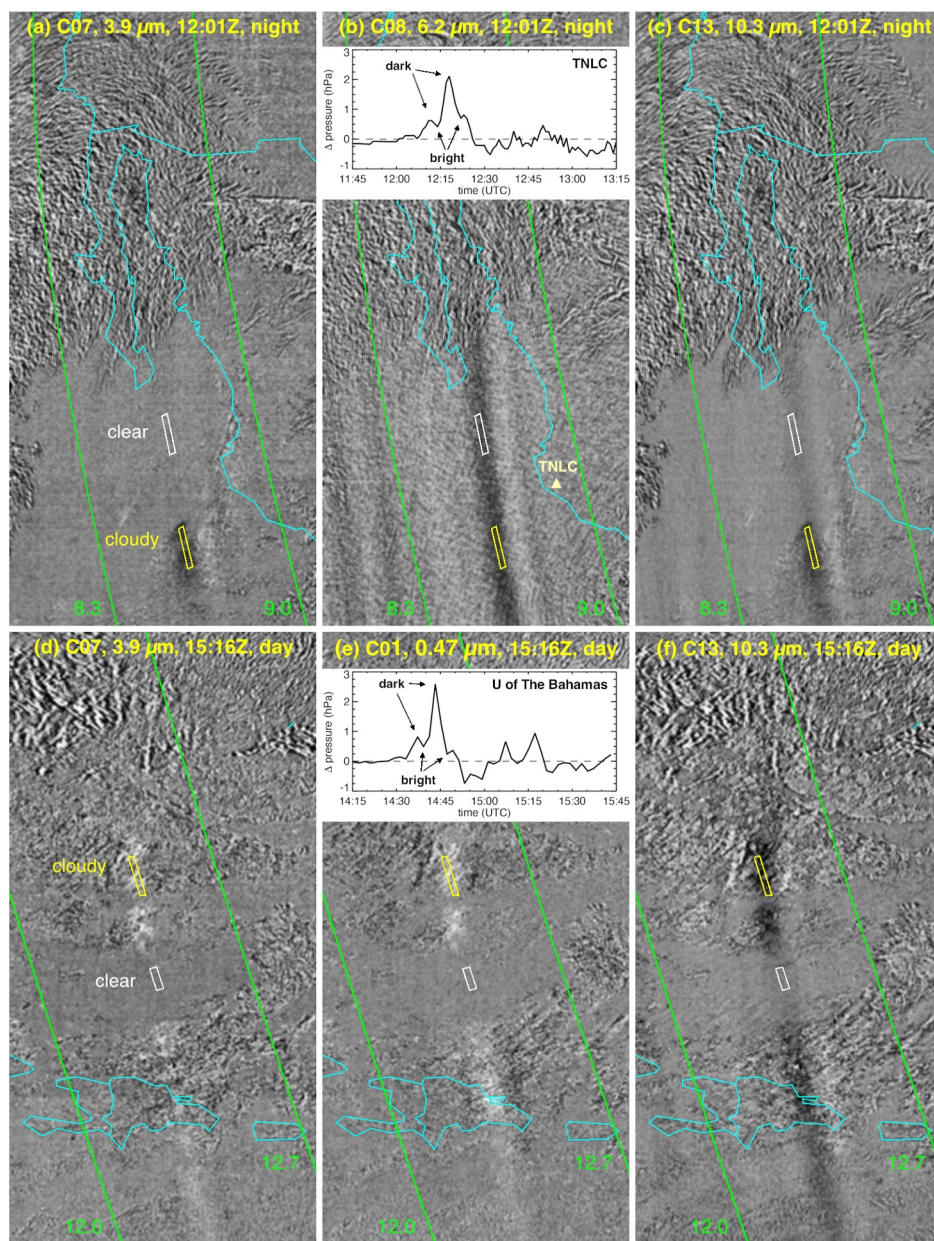 (a) C07, 3.9 µm, 12:01Z, night
clear
cloudy
8.3
9.0
(b) C08, 6.2 µm, 12:01Z, night
TNLC
dark
bright
Δ pressure (hPa)
3
2
1
0
-1
11:45 12:00 12:15 12:30 12:45 13:00 13:15
time (UTC)
TNLC
8.3
9.0
(c) C13, 10.3 µm, 12:01Z, night
8.3
9.0
(d) C07, 3.9 µm, 15:16Z, day
cloudy
clear
12.7
12.0
(e) C01, 0.47 µm, 15:16Z, day
U of The Bahamas
dark
bright
Δ pressure (hPa)
3
2
1
0
-1
14:15 14:30 14:45 15:00 15:15 15:30 15:45
time (UTC)
12.7
12.0
(f) C13, 10.3 µm, 15:16Z, day
12.7
12.0